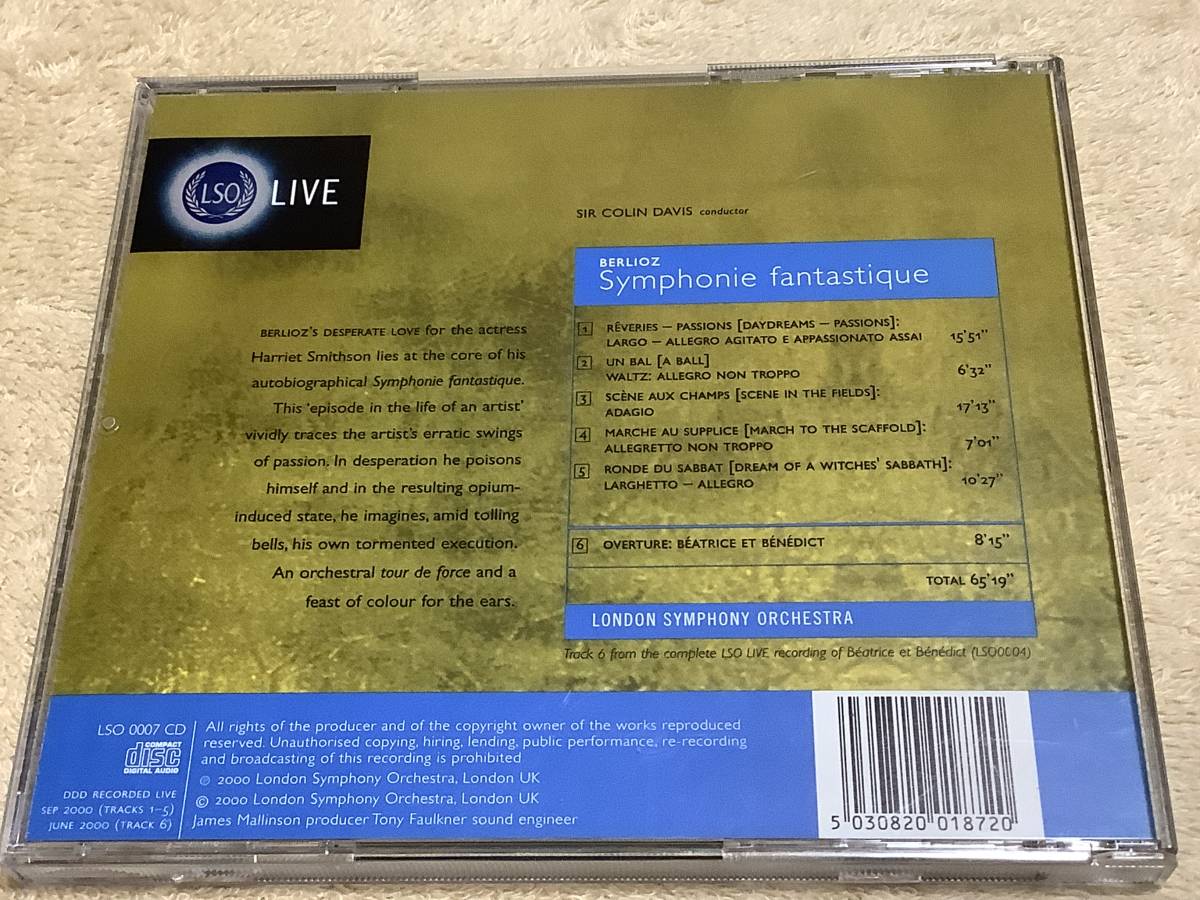 LSO LIVE
SIR COLIN DAVIS conductor
BERLIOZ'S DESPERATE LOVE for the actress
Harriet Smithson lies at the core of his
autobiographical Symphonie fantastique.
This 'episode in the life of an artist'
vividly traces the artist's erratic swings
of passion. In desperation he poisons
himself and in the resulting opium-
induced state, he imagines, amid tolling
bells, his own tormented execution.
An orchestral tour de force and a
feast of colour for the ears.
BERLIOZ
Symphonie fantastique
1 RÊVERIES – PASSIONS [DAYDREAMS – PASSIONS]:
LARGO – ALLEGRO AGITATO E APPASSIONATO ASSAI 15'51"
2 UN BAL [A BALL]
WALTZ: ALLEGRO NON TROPPO 6'32"
3 SCÈNE AUX CHAMPS [SCENE IN THE FIELDS]:
ADAGIO 17'13"
4 MARCHE AU SUPPLICE [MARCH TO THE SCAFFOLD]:
ALLEGRETTO NON TROPPO 7'01"
5 RONDE DU SABBAT [DREAM OF A WITCHES' SABBATH]:
LARGHETTO – ALLEGRO 10'27"
6 OVERTURE: BÉATRICE ET BÉNÉDICT 8'15"
TOTAL 65'19"
LONDON SYMPHONY ORCHESTRA
Track 6 from the complete LSO LIVE recording of Béatrice et Bénédict (LSO0004)
LSO 0007 CD
COMPACT
disc
DIGITAL AUDIO
DDD RECORDED LIVE
SEP 2000 (TRACKS 1–5)
JUNE 2000 (TRACK 6)
All rights of the producer and of the copyright owner of the works reproduced
reserved. Unauthorised copying, hiring, lending, public performance, re-recording
and broadcasting of this recording is prohibited
℗ 2000 London Symphony Orchestra, London UK
© 2000 London Symphony Orchestra, London UK
James Mallinson producer Tony Faulkner sound engineer
5 030820 018720